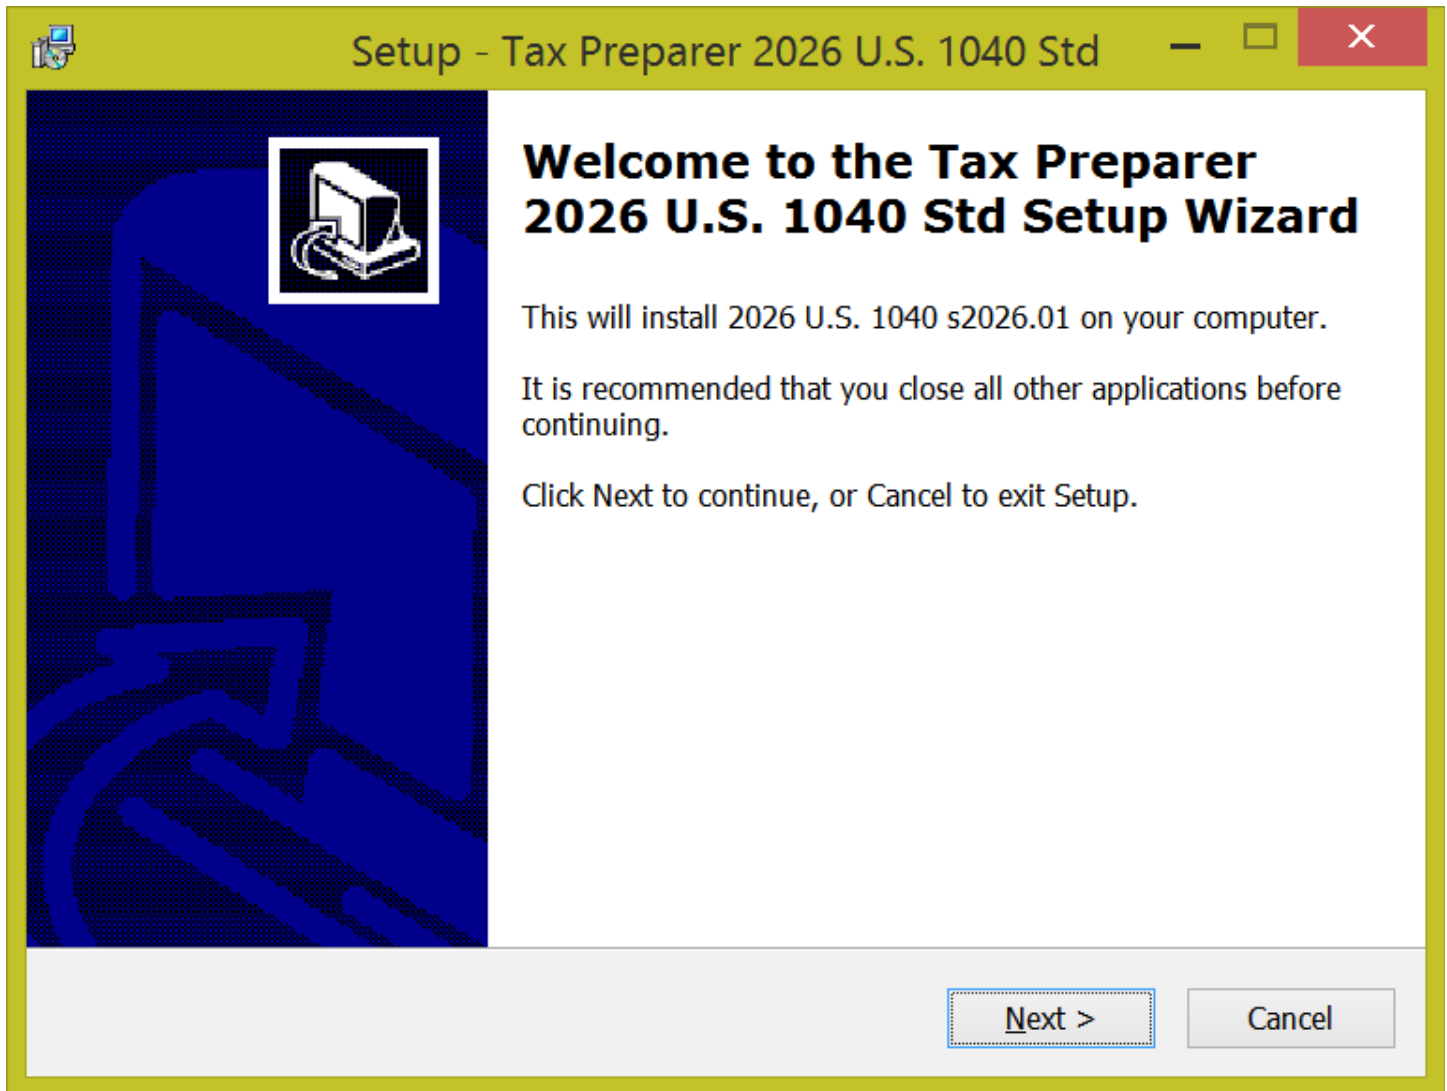 Setup - Tax Preparer 2026 U.S. 1040 Std
Welcome to the Tax Preparer
2026 U.S. 1040 Std Setup Wizard
This will install 2026 U.S. 1040 s2026.01 on your computer.
It is recommended that you close all other applications before
continuing.
Click Next to continue, or Cancel to exit Setup.
Next >
Cancel